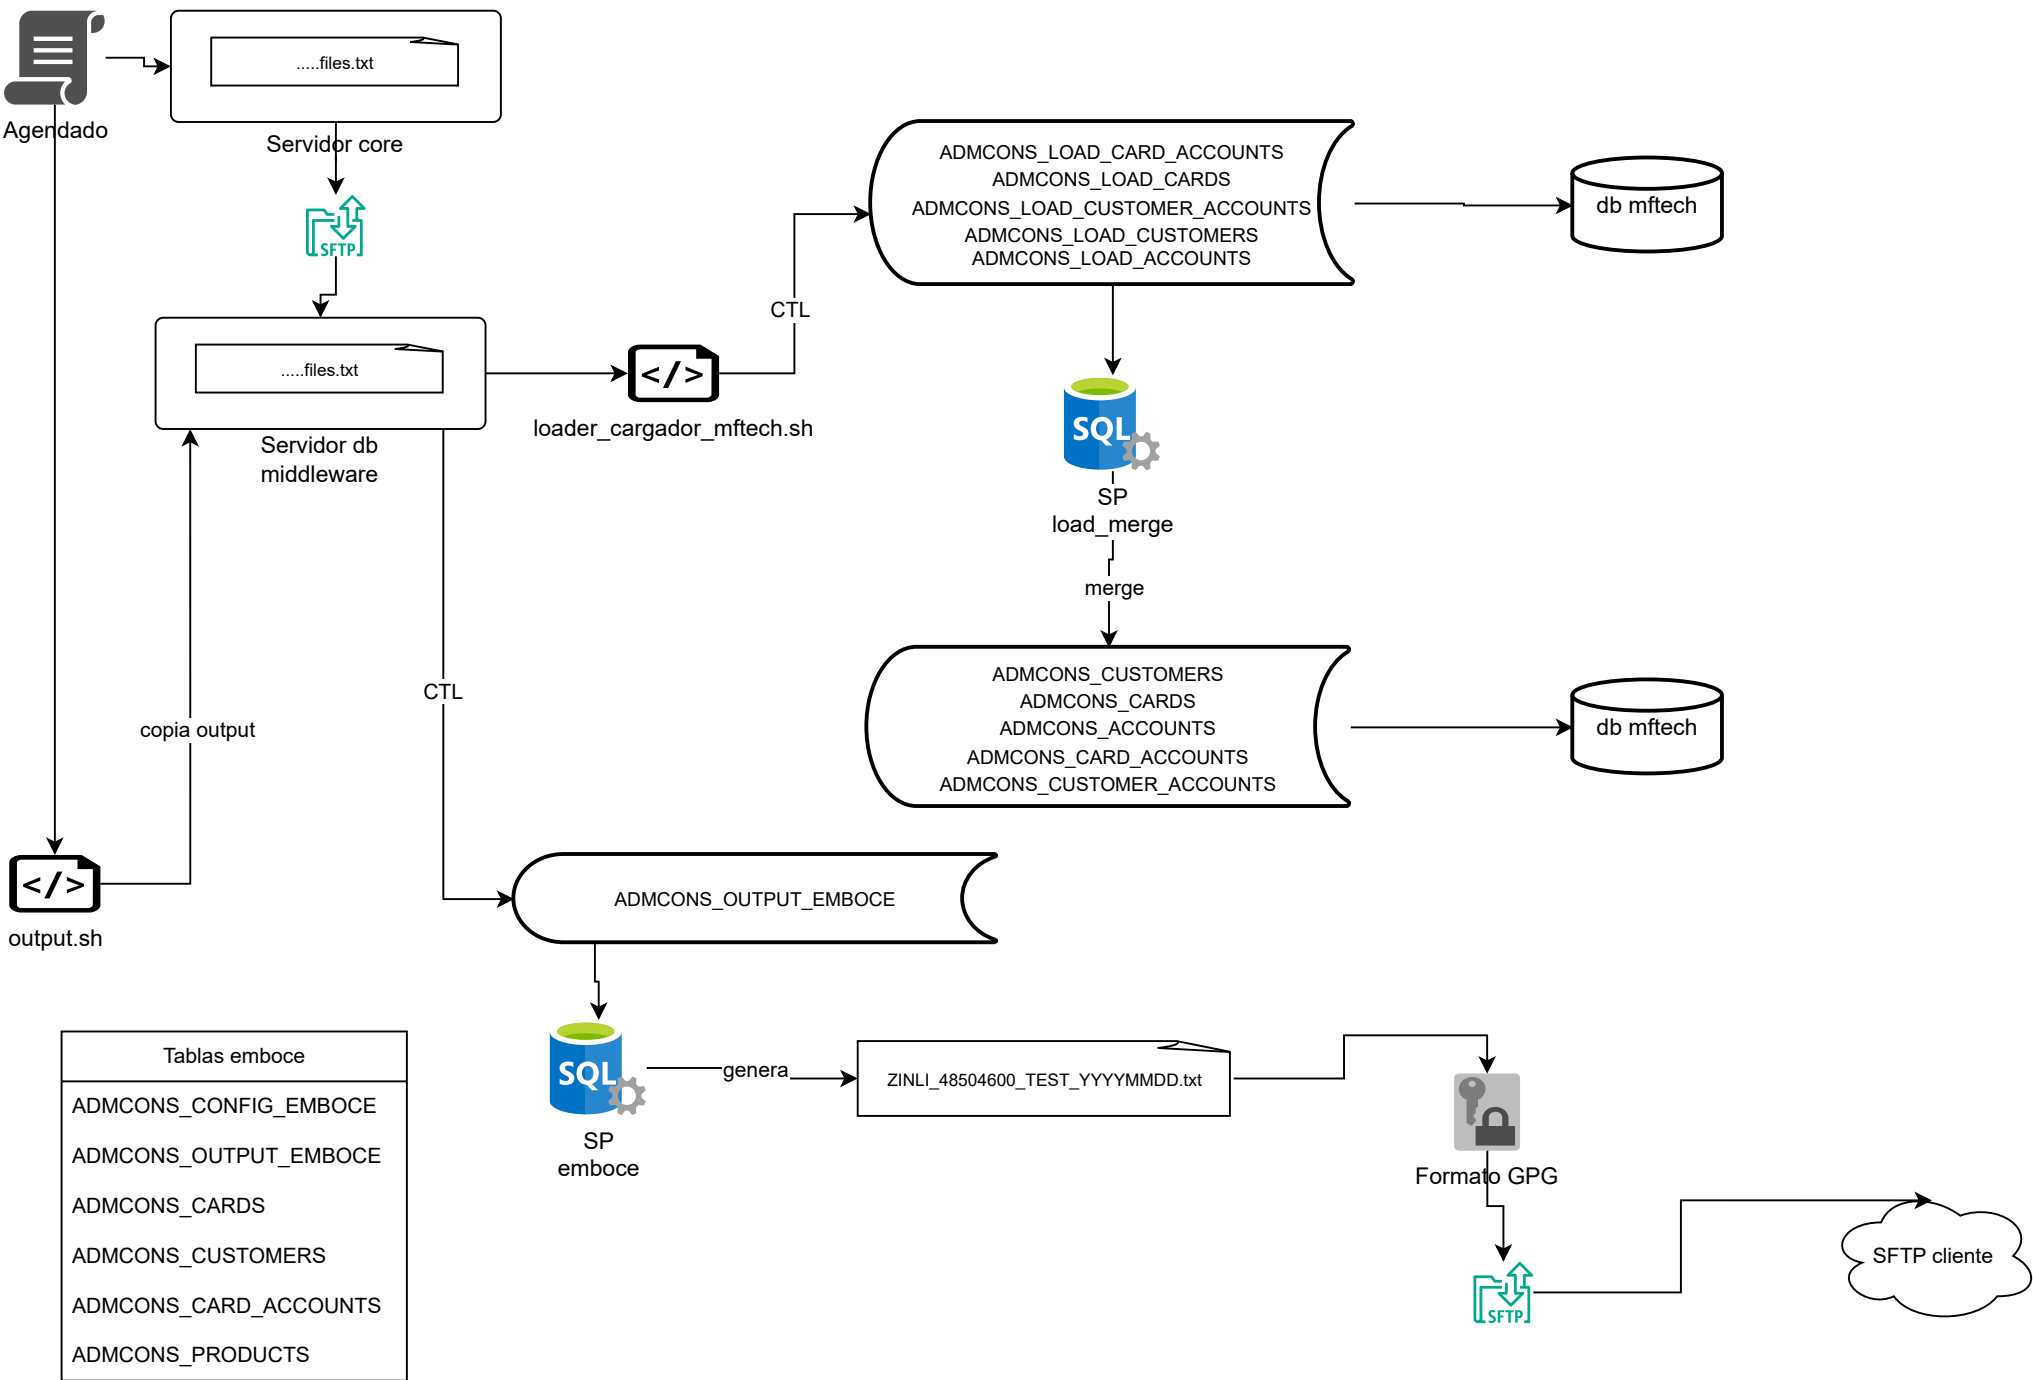 .....files.txt
Agendado
Servidor core
SFTP
.....files.txt
Servidor db
middleware
</>
loader_cargador_mftech.sh
CTL
ADMCONS_LOAD_CARD_ACCOUNTS
ADMCONS_LOAD_CARDS
ADMCONS_LOAD_CUSTOMER_ACCOUNTS
ADMCONS_LOAD_CUSTOMERS
ADMCONS_LOAD_ACCOUNTS
db mftech
SQL
SP
load_merge
merge
ADMCONS_CUSTOMERS
ADMCONS_CARDS
ADMCONS_ACCOUNTS
ADMCONS_CARD_ACCOUNTS
ADMCONS_CUSTOMER_ACCOUNTS
db mftech
CTL
copia output
</>
output.sh
ADMCONS_OUTPUT_EMBOCE
SQL
SP
emboce
genera
ZINLI_48504600_TEST_YYYYMMDD.txt
Formato GPG
SFTP
SFTP cliente
Tablas emboce
ADMCONS_CONFIG_EMBOCE
ADMCONS_OUTPUT_EMBOCE
ADMCONS_CARDS
ADMCONS_CUSTOMERS
ADMCONS_CARD_ACCOUNTS
ADMCONS_PRODUCTS